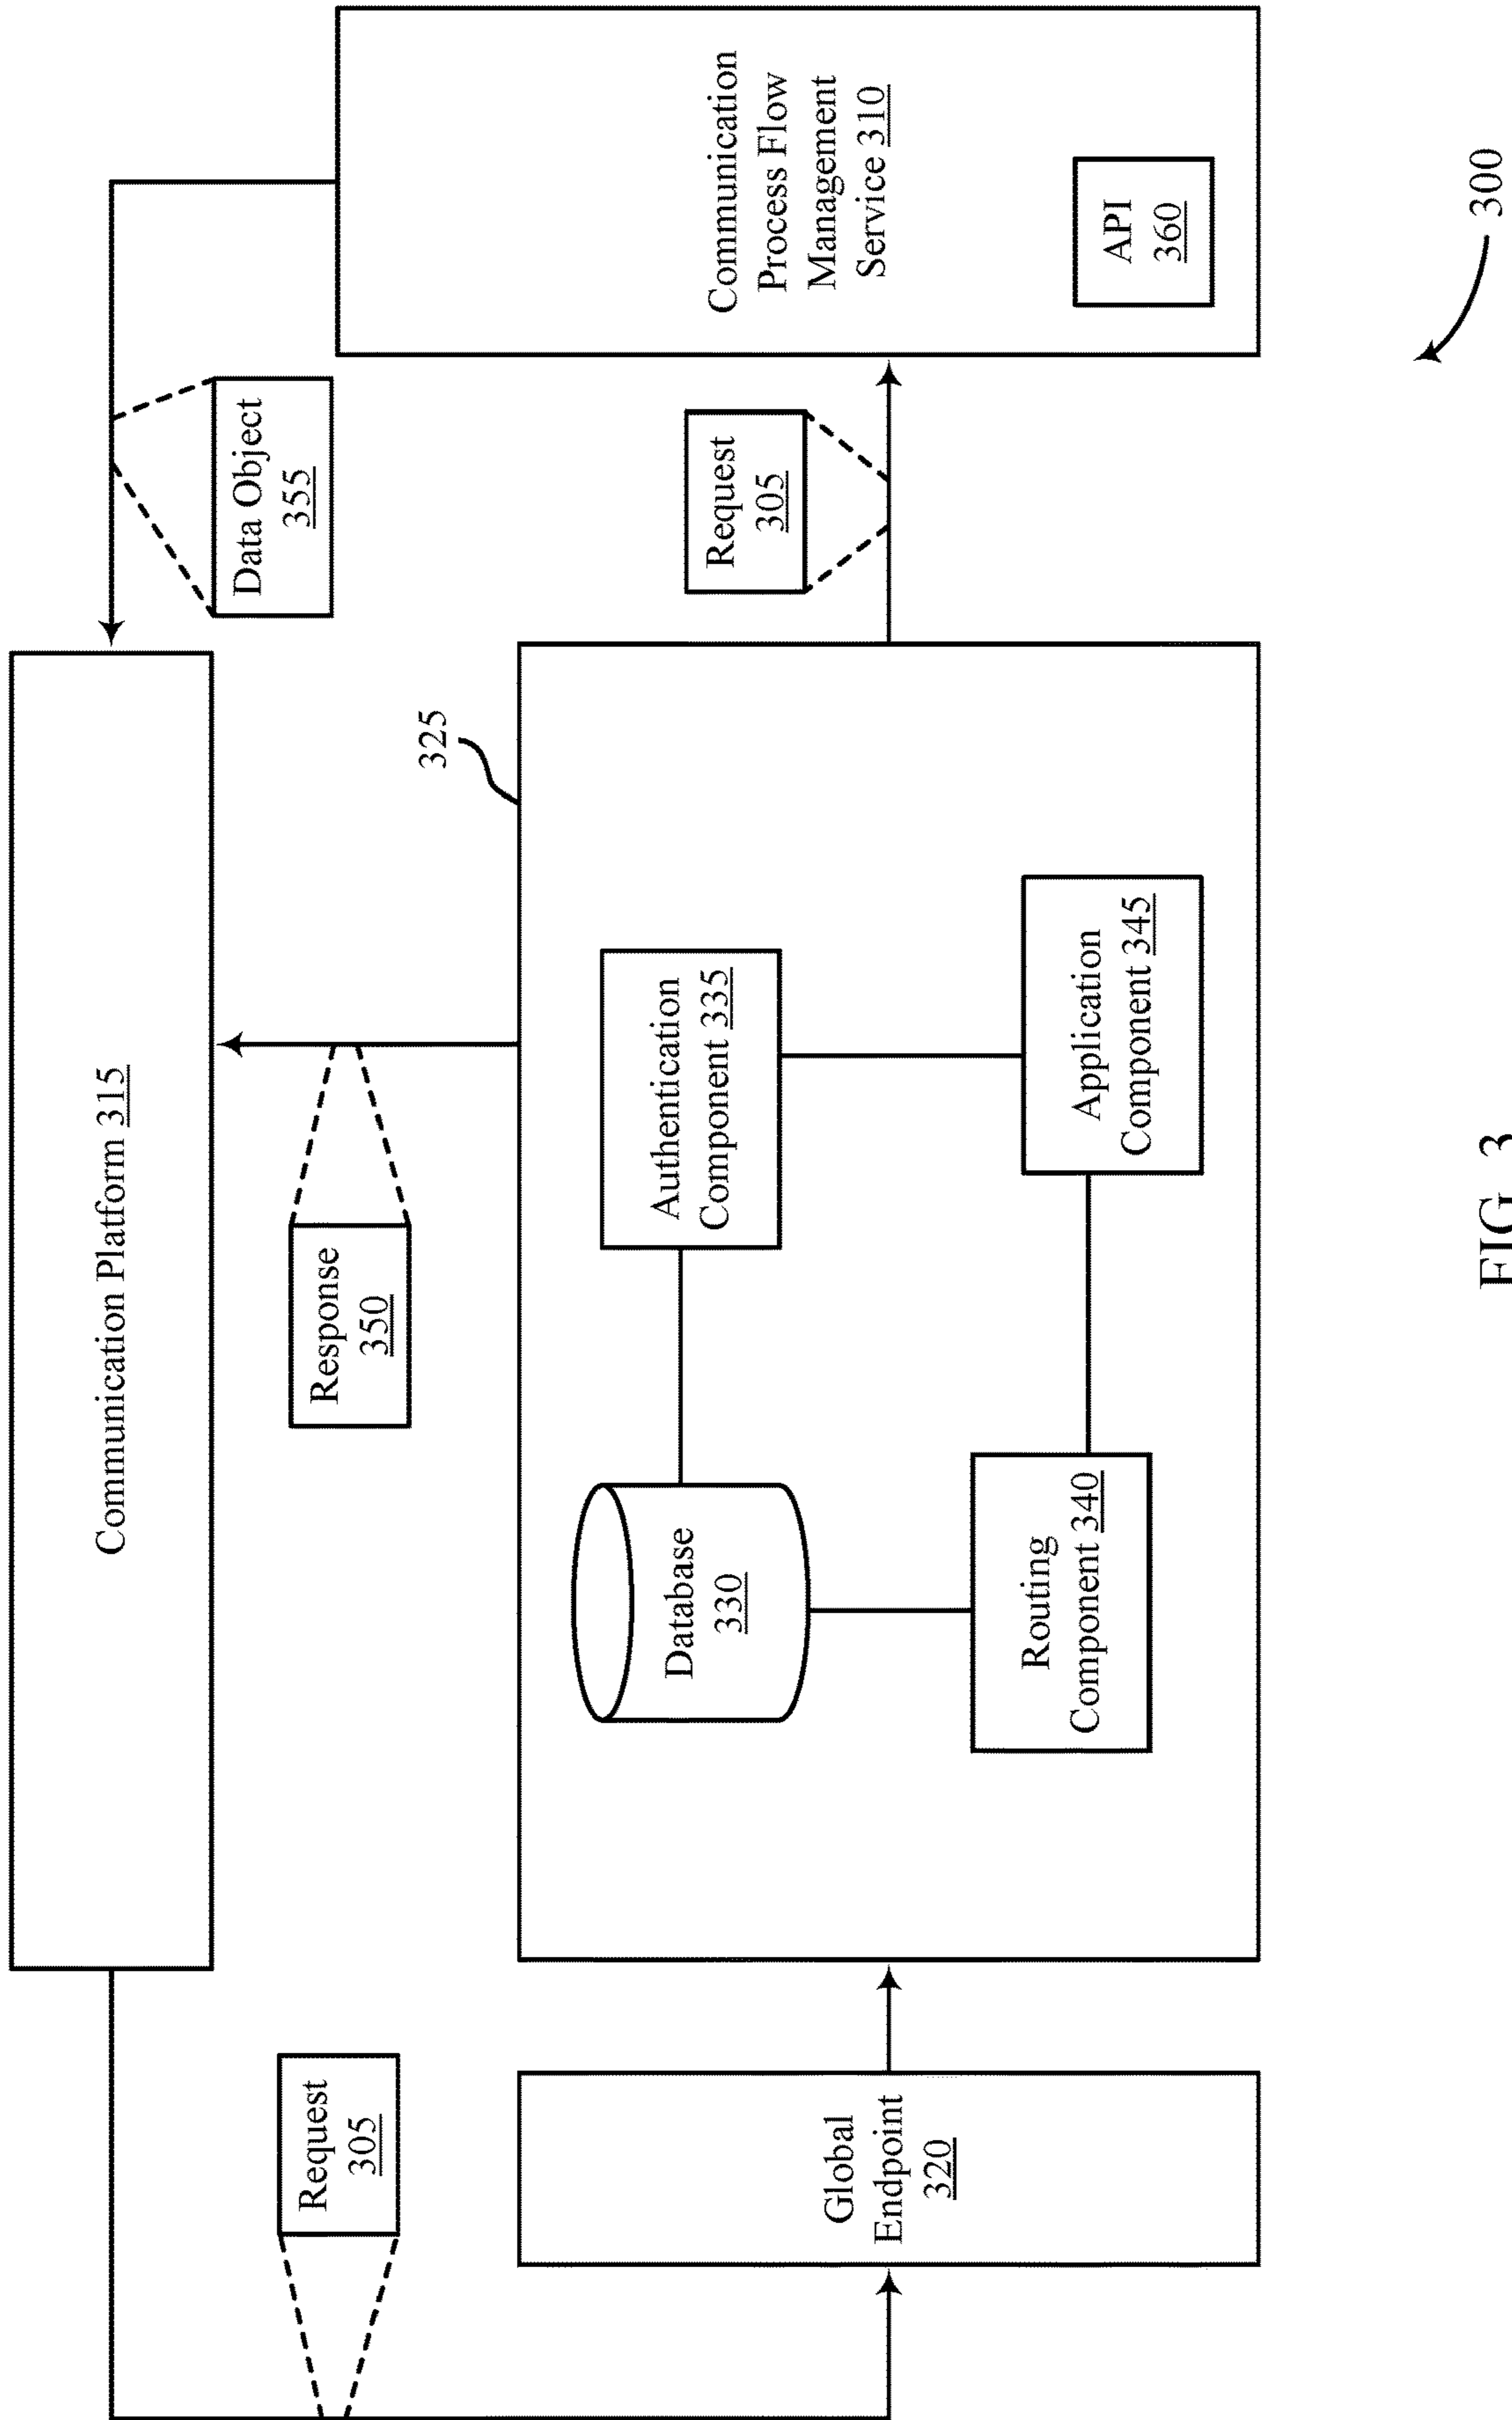 Communication Platform 315
Request
305
Response
350
Data Object
355
325
Global
Endpoint
320
Database
330
Authentication
Component 335
Routing
Component 340
Application
Component 345
Request
305
Communication
Process Flow
Management
Service 310
API
360
300
FIG. 3